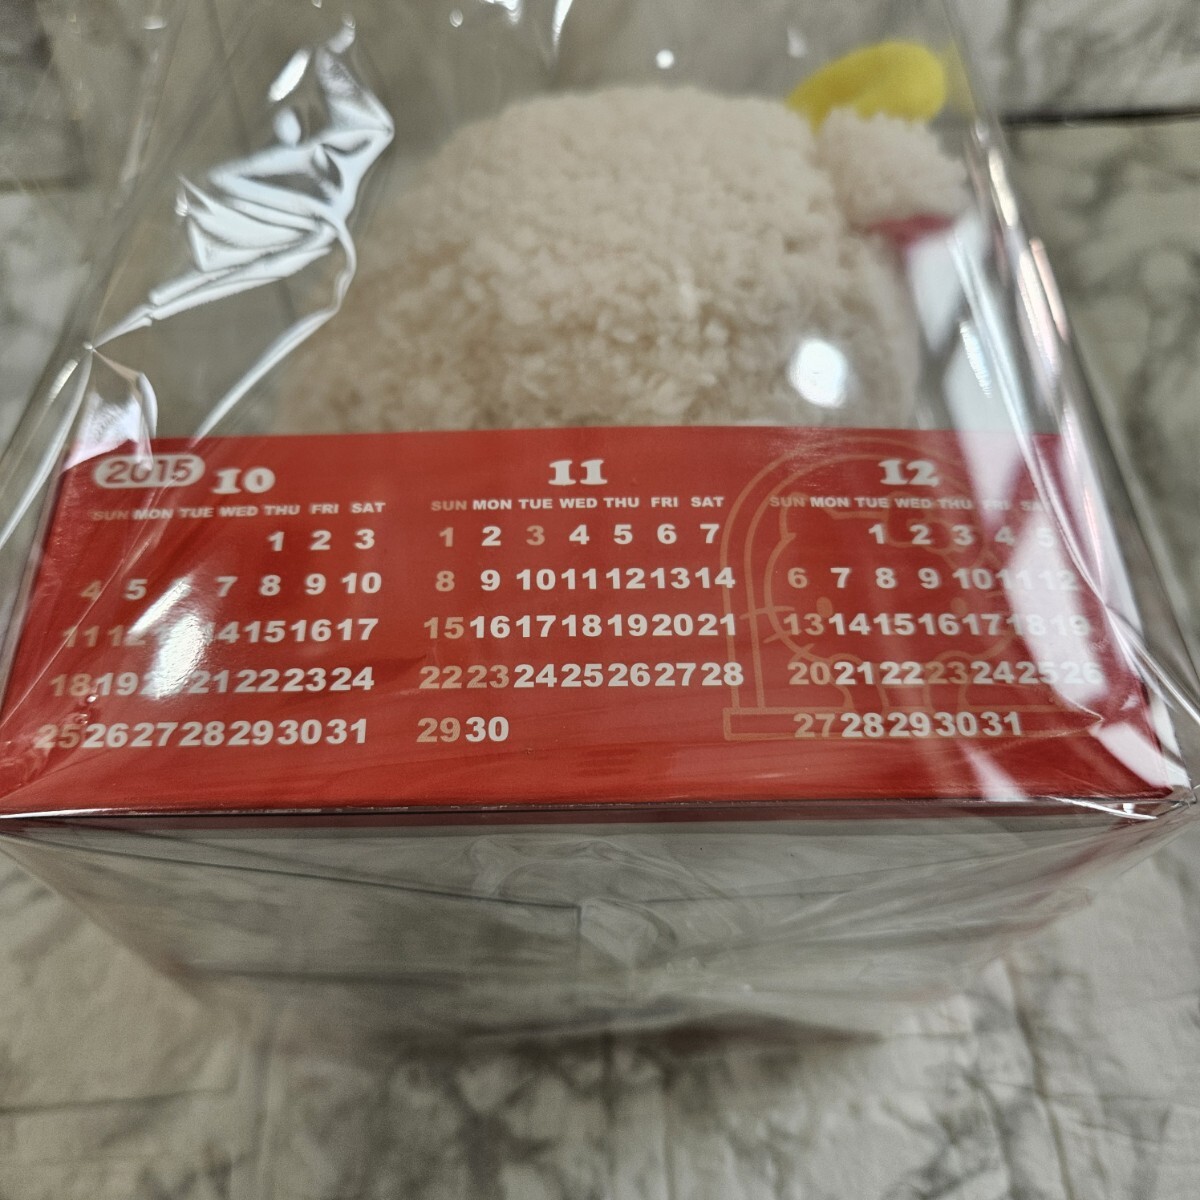 2015 10
SUN MON TUE WED THU FRI SAT
1 2 3
4 5 7 8 9 10
11 12 14 15 16 17
18 19 21 22 23 24
25 26 27 28 29 30 31
11
SUN MON TUE WED THU FRI SAT
1 2 3 4 5 6 7
8 9 10 11 12 13 14
15 16 17 18 19 20 21
22 23 24 25 26 27 28
29 30
12
SUN MON TUE WED THU FRI SAT
1 2 3 4 5
6 7 8 9 10 11 12
13 14 15 16 17 18 19
20 21 22 23 24 25 26
27 28 29 30 31